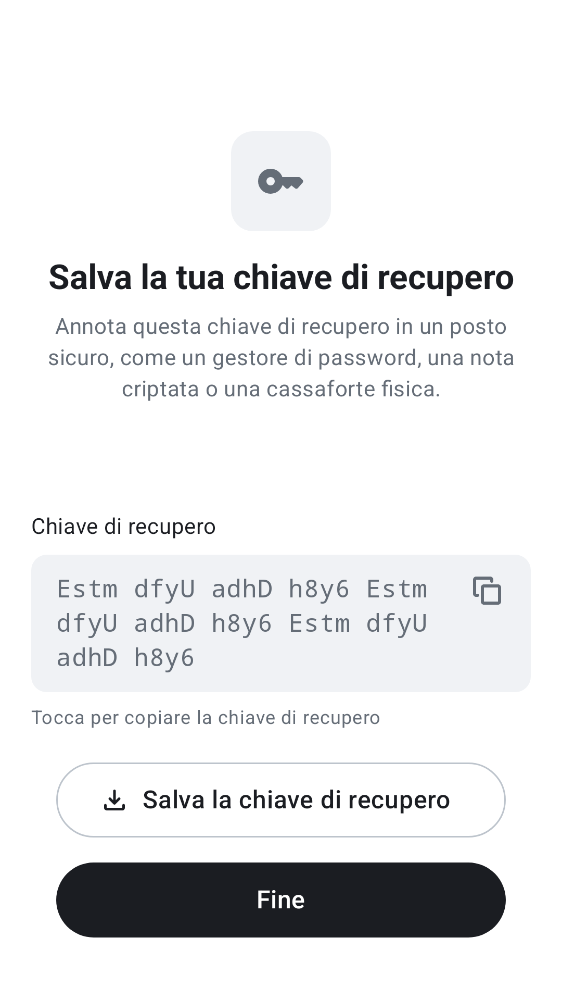 Salva la tua chiave di recupero
Annota questa chiave di recupero in un posto
sicuro, come un gestore di password, una nota
criptata o una cassaforte fisica.
Chiave di recupero
Estm dfyU adhD h8y6 Estm
dfyU adhD h8y6 Estm dfyU
adhD h8y6
Tocca per copiare la chiave di recupero
Salva la chiave di recupero
Fine